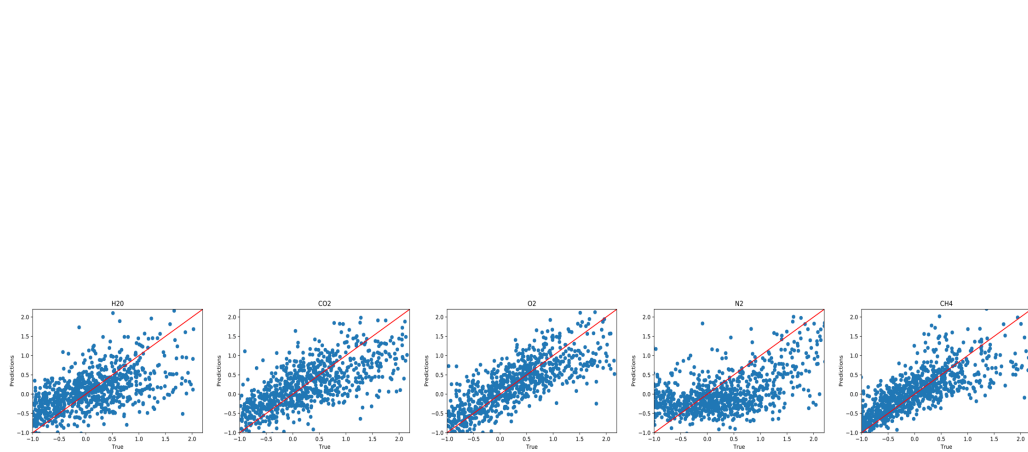 H20 CO2 O2 N2 CH4
2.0 2.0 2.0 2.0 2.0
1.5 1.5 1.5 1.5 1.5
1.0 1.0 1.0 1.0 1.0
Predictions Predictions Predictions Predictions Predictions
0.5 0.5 0.5 0.5 0.5
0.0 0.0 0.0 0.0 0.0
−0.5 −0.5 −0.5 −0.5 −0.5
−1.0 −1.0 −1.0 −1.0 −1.0
−1.0 −0.5 0.0 0.5 1.0 1.5 2.0 −1.0 −0.5 0.0 0.5 1.0 1.5 2.0 −1.0 −0.5 0.0 0.5 1.0 1.5 2.0 −1.0 −0.5 0.0 0.5 1.0 1.5 2.0 −1.0 −0.5 0.0 0.5 1.0 1.5 2.0
True True True True True